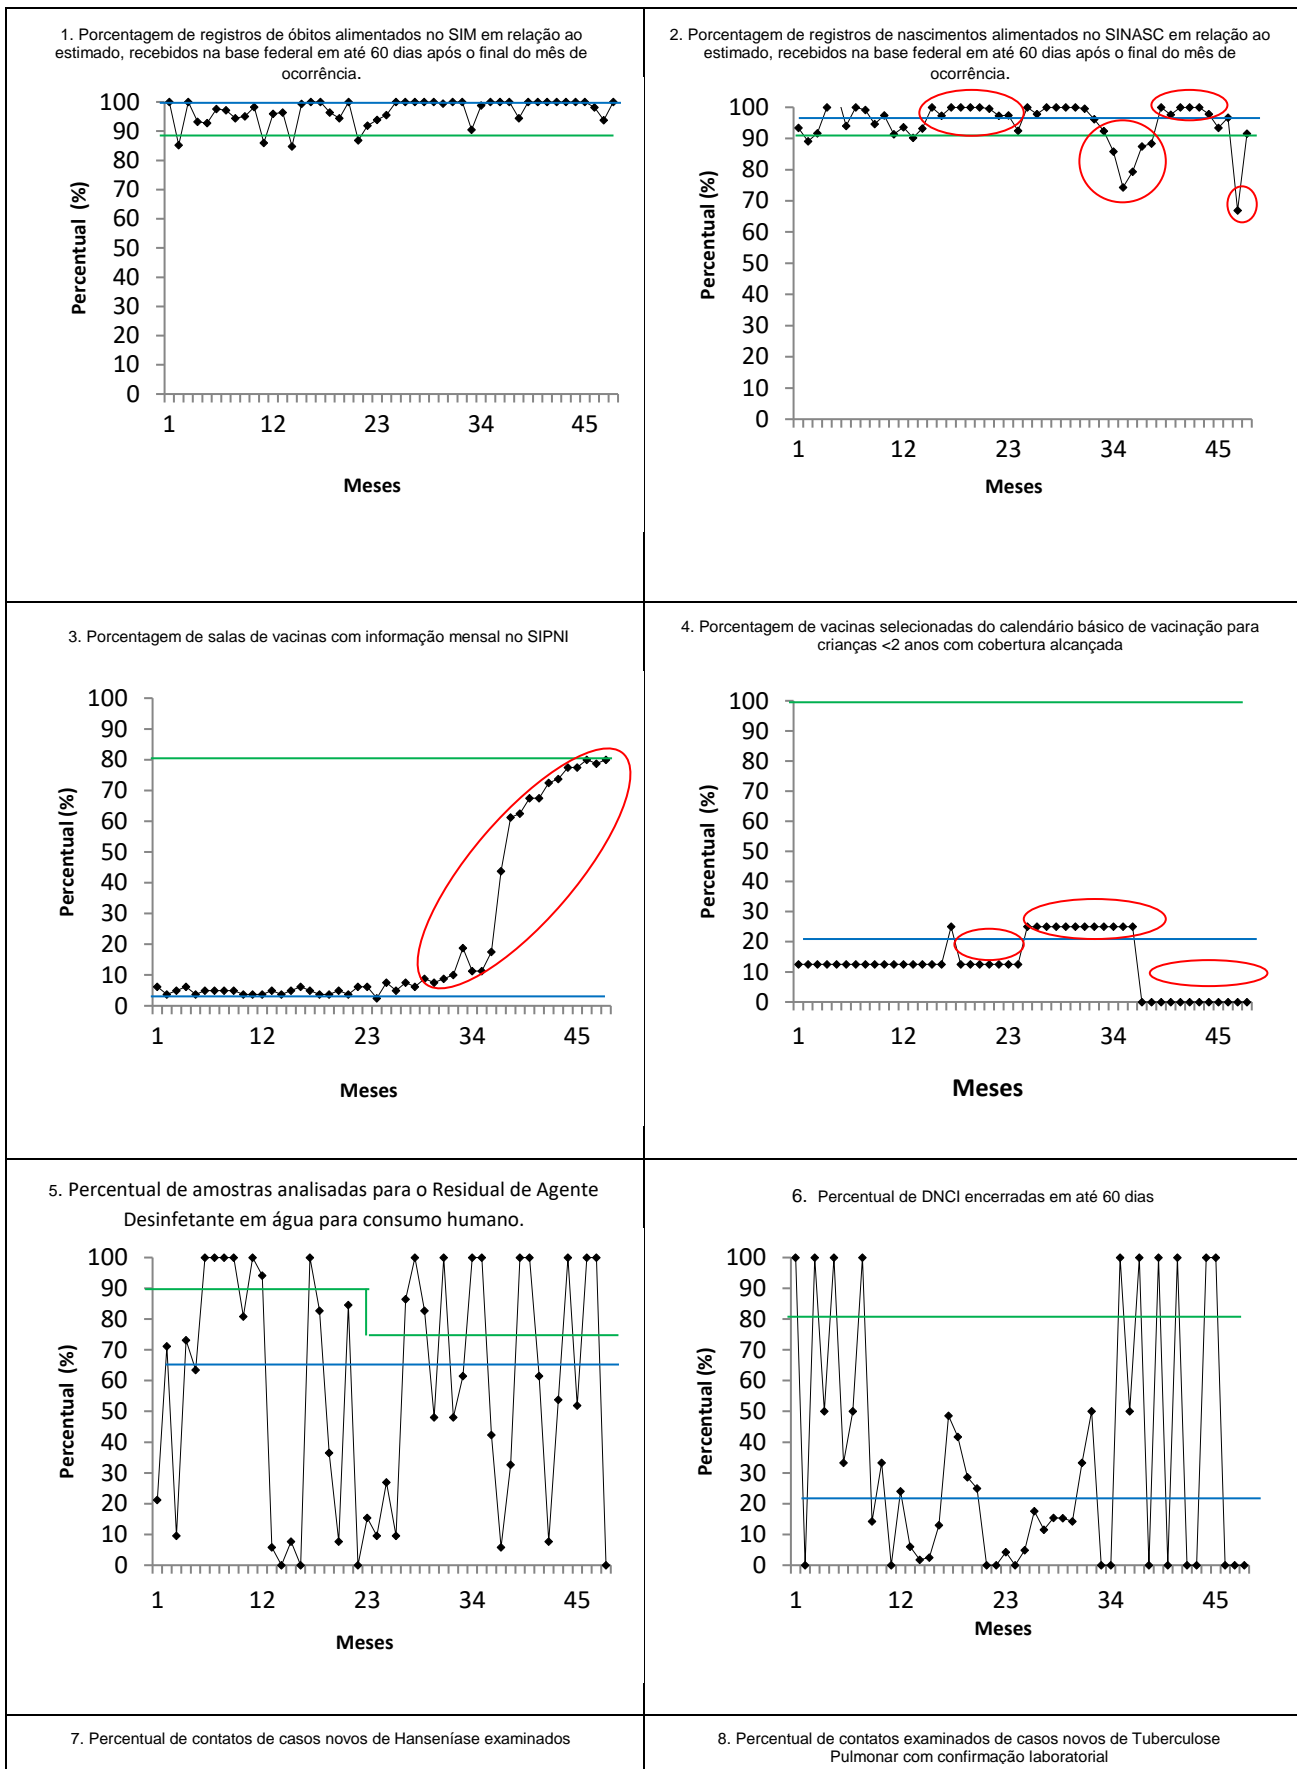 1. Porcentagem de registros de óbitos alimentados no SIM em relação ao
estimado, recebidos na base federal em até 60 dias após o final do mês de
ocorrência.
100
90
80
70
60
50
40
30
20
10
0
Percentual (%)
1 12 23 34 45
Meses
2. Porcentagem de registros de nascimentos alimentados no SINASC em relação ao
estimado, recebidos na base federal em até 60 dias após o final do mês de
ocorrência.
100
90
80
70
60
50
40
30
20
10
0
Percentual (%)
1 12 23 34 45
Meses
3. Porcentagem de salas de vacinas com informação mensal no SIPNI
100
90
80
70
60
50
40
30
20
10
0
Percentual (%)
1 12 23 34 45
Meses
4. Porcentagem de vacinas selecionadas do calendário básico de vacinação para
crianças <2 anos com cobertura alcançada
100
90
80
70
60
50
40
30
20
10
0
Percentual (%)
1 12 23 34 45
Meses
5. Percentual de amostras analisadas para o Residual de Agente
Desinfetante em água para consumo humano.
100
90
80
70
60
50
40
30
20
10
0
Percentual (%)
1 12 23 34 45
Meses
6. Percentual de DNCI encerradas em até 60 dias
100
90
80
70
60
50
40
30
20
10
0
Percentual (%)
1 12 23 34 45
Meses
7. Percentual de contatos de casos novos de Hanseníase examinados
8. Percentual de contatos examinados de casos novos de Tuberculose
Pulmonar com confirmação laboratorial